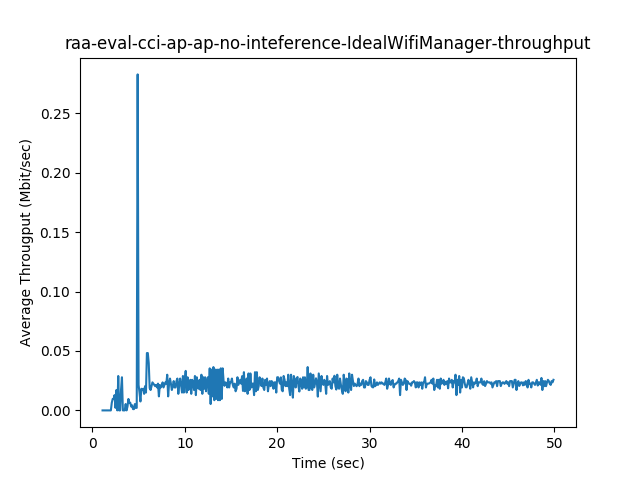 raa-eval-cci-ap-ap-no-inteference-IdealWifiManager-throughput
Average Througput (Mbit/sec)
0.25
0.20
0.15
0.10
0.05
0.00
0 10 20 30 40 50
Time (sec)